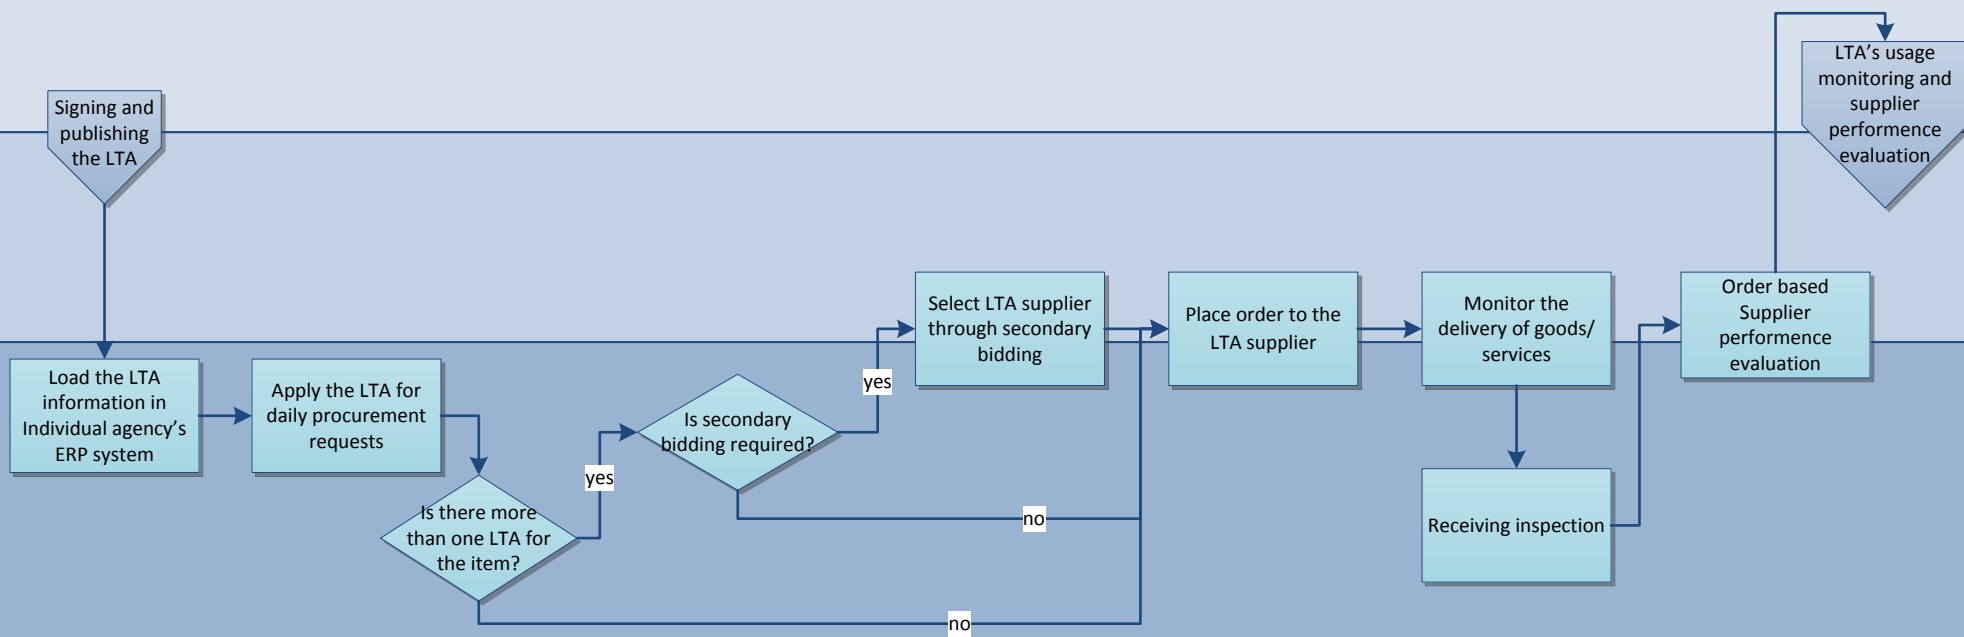 Signing and
publishing
the LTA
LTA's usage
monitoring and
supplier
performence
evaluation
Load the LTA
information in
Individual agency's
ERP system
Apply the LTA for
daily procurement
requests
Is there more
than one LTA for
the item?
yes
no
Is secondary
bidding required?
yes
no
Select LTA supplier
through secondary
bidding
Place order to the
LTA supplier
Monitor the
delivery of goods/
services
Receiving inspection
Order based
Supplier
performence
evaluation